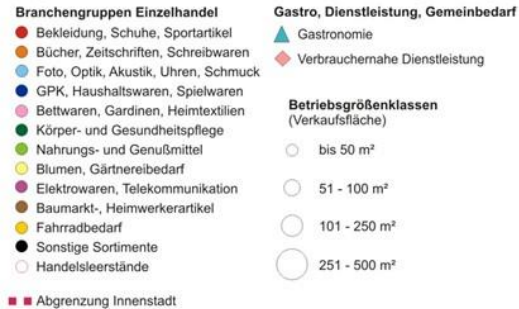 Branchengruppen Einzelhandel
Bekleidung, Schuhe, Sportartikel
Bücher, Zeitschriften, Schreibwaren
Foto, Optik, Akustik, Uhren, Schmuck
GPK, Haushaltswaren, Spielwaren
Bettwaren, Gardinen, Heimtextilien
Körper- und Gesundheitspflege
Nahrungs- und Genußmittel
Blumen, Gärtnereibedarf
Elektrowaren, Telekommunikation
Baumarkt-, Heimwerkerartikel
Fahrradbedarf
Sonstige Sortimente
Handelsleerstände
Abgrenzung Innenstadt
Gastro, Dienstleistung, Gemeinbedarf
Gastronomie
Verbrauchernahe Dienstleistung
Betriebsgrößenklassen
(Verkaufsfläche)
bis 50 m²
51 - 100 m²
101 - 250 m²
251 - 500 m²